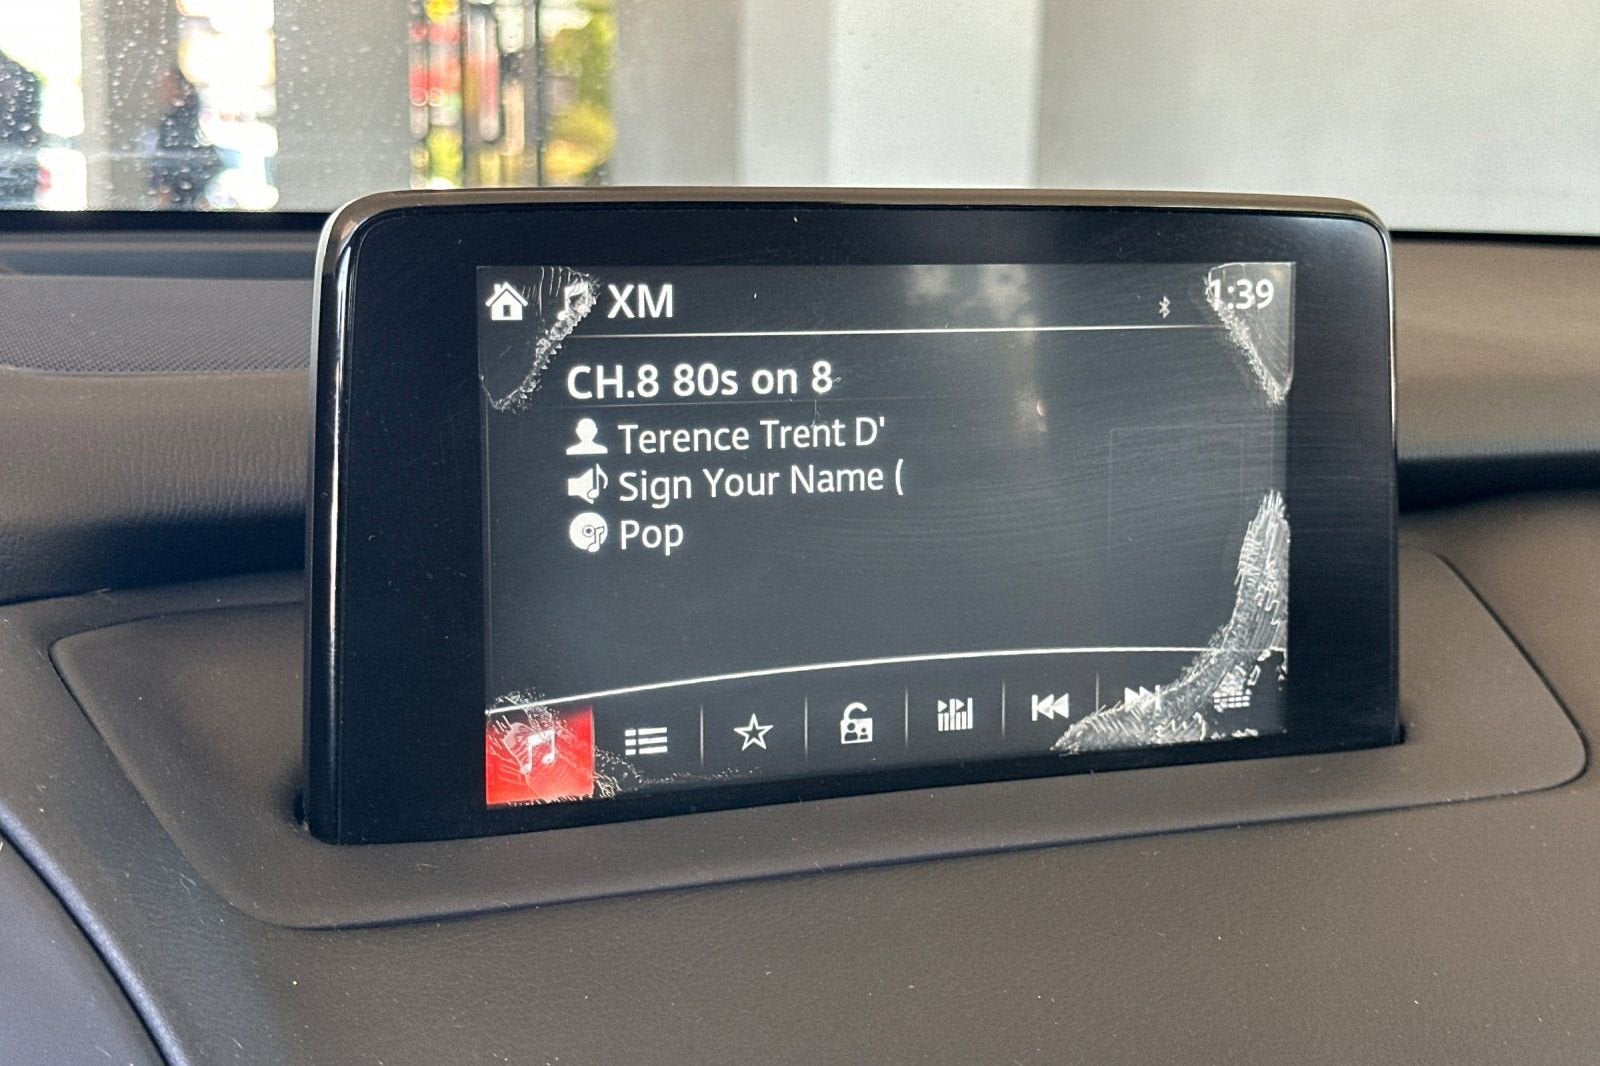 XM
1:39
CH.8 80s on 8
Terence Trent D'
Sign Your Name (
Pop